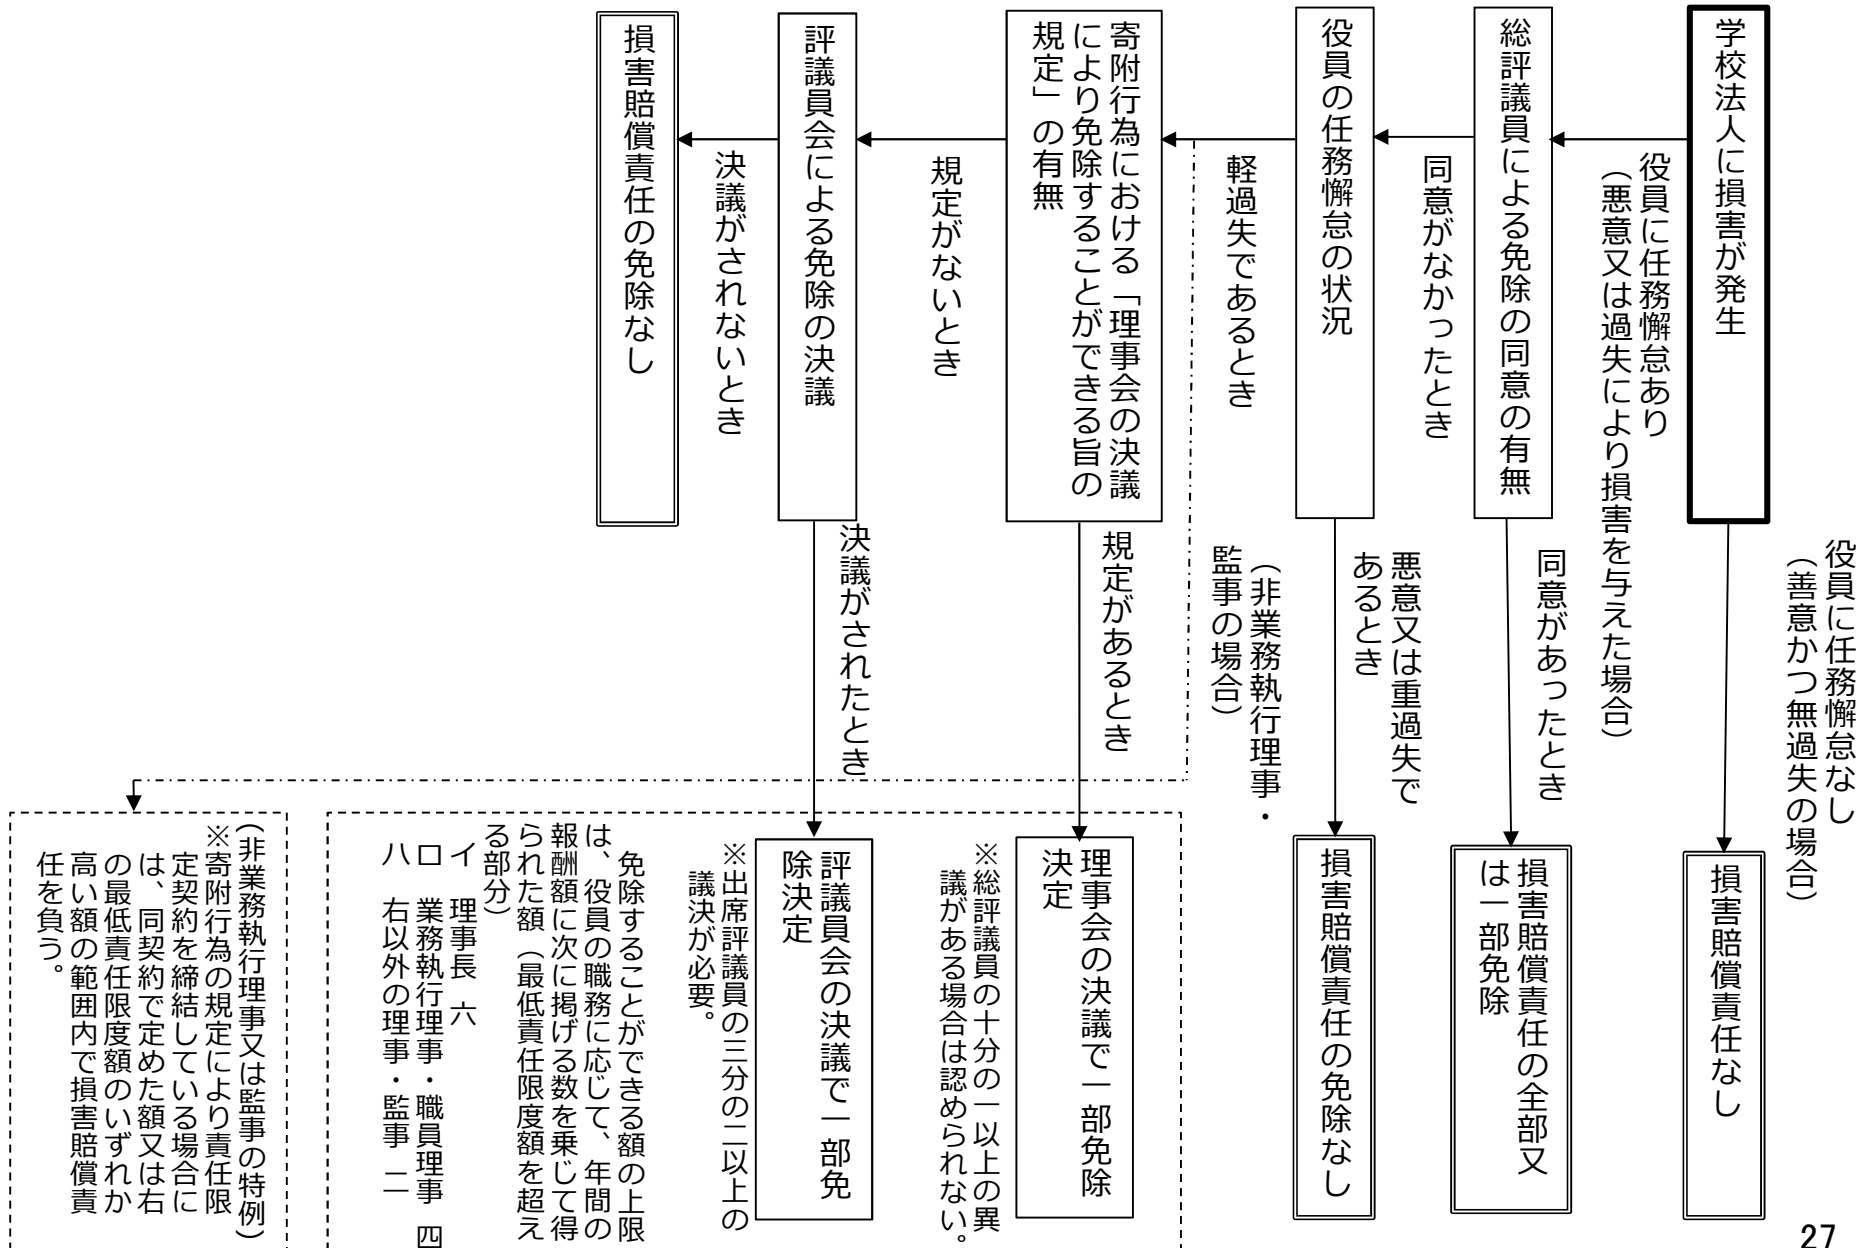 学校法人に損害が発生
役員に任務懈怠なし
（善意かつ無過失の場合）
損害賠償責任なし
役員に任務懈怠あり
（悪意又は過失により損害を与えた場合）
総評議員による免除の同意の有無
同意があったとき
損害賠償責任の全部又
は一部免除
同意がなかったとき
役員の任務懈怠の状況
悪意又は重過失で
あるとき
損害賠償責任の免除なし
軽過失であるとき
（非業務執行理事・
監事の場合）
寄附行為における「理事会の決議
により免除することができる旨の
規定」の有無
規定があるとき
理事会の決議で一部免除
決定
※総評議員の十分の一以上の異
議がある場合は認められない。
規定がないとき
評議員会による免除の決議
決議がされたとき
評議員会の決議で一部免
除決定
※出席評議員の三分の二以上の
議決が必要。
決議がされないとき
損害賠償責任の免除なし
免除することができる額の上限
は、役員の職務に応じて、年間の
報酬額に次に掲げる数を乗じて得
られた額（最低責任限度額を超え
る部分）
イ　理事長　六
ロ　業務執行理事・職員理事　四
ハ　右以外の理事・監事　二
（非業務執行理事又は監事の特例）
※寄附行為の規定により責任限
定契約を締結している場合に
は、同契約で定めた額又は右
の最低責任限度額のいずれか
高い額の範囲内で損害賠償責
任を負う。
27